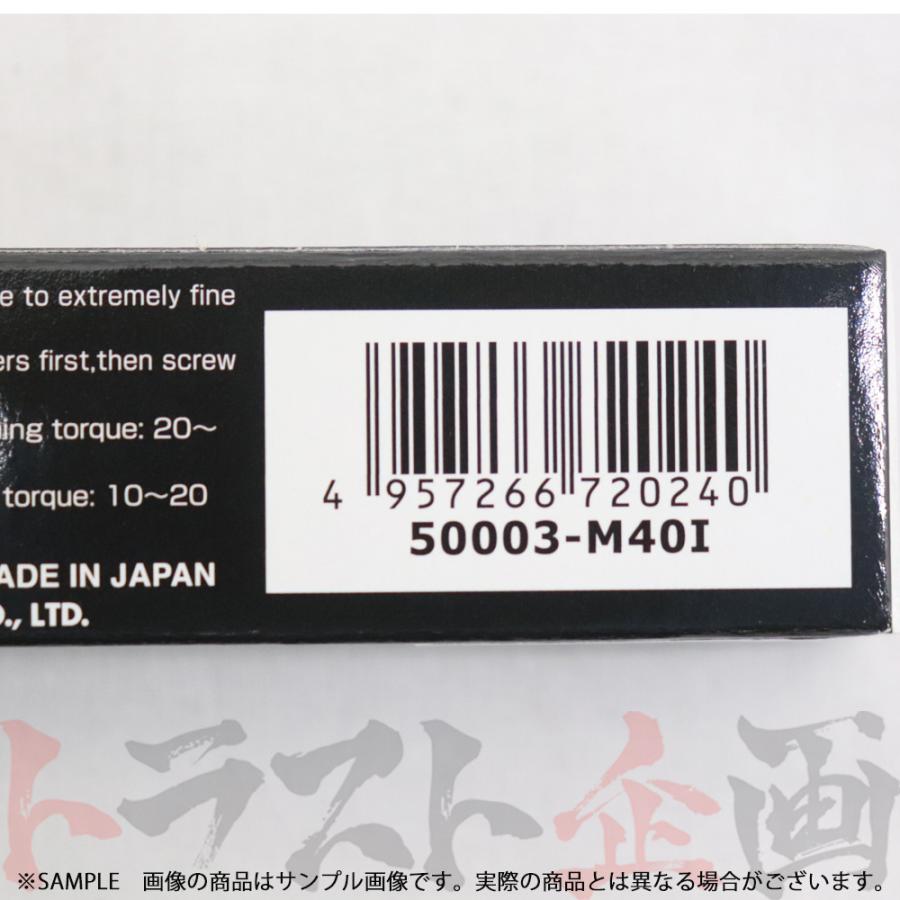 e to extremely fine
ers first,then screw
ing torque: 20～
torque: 10～20
ADE IN JAPAN
O., LTD.
4 957266 720240
50003-M40I
トラスト企画
※SAMPLE 画像の商品はサンプル画像です。実際の商品とは異なる場合がございます。